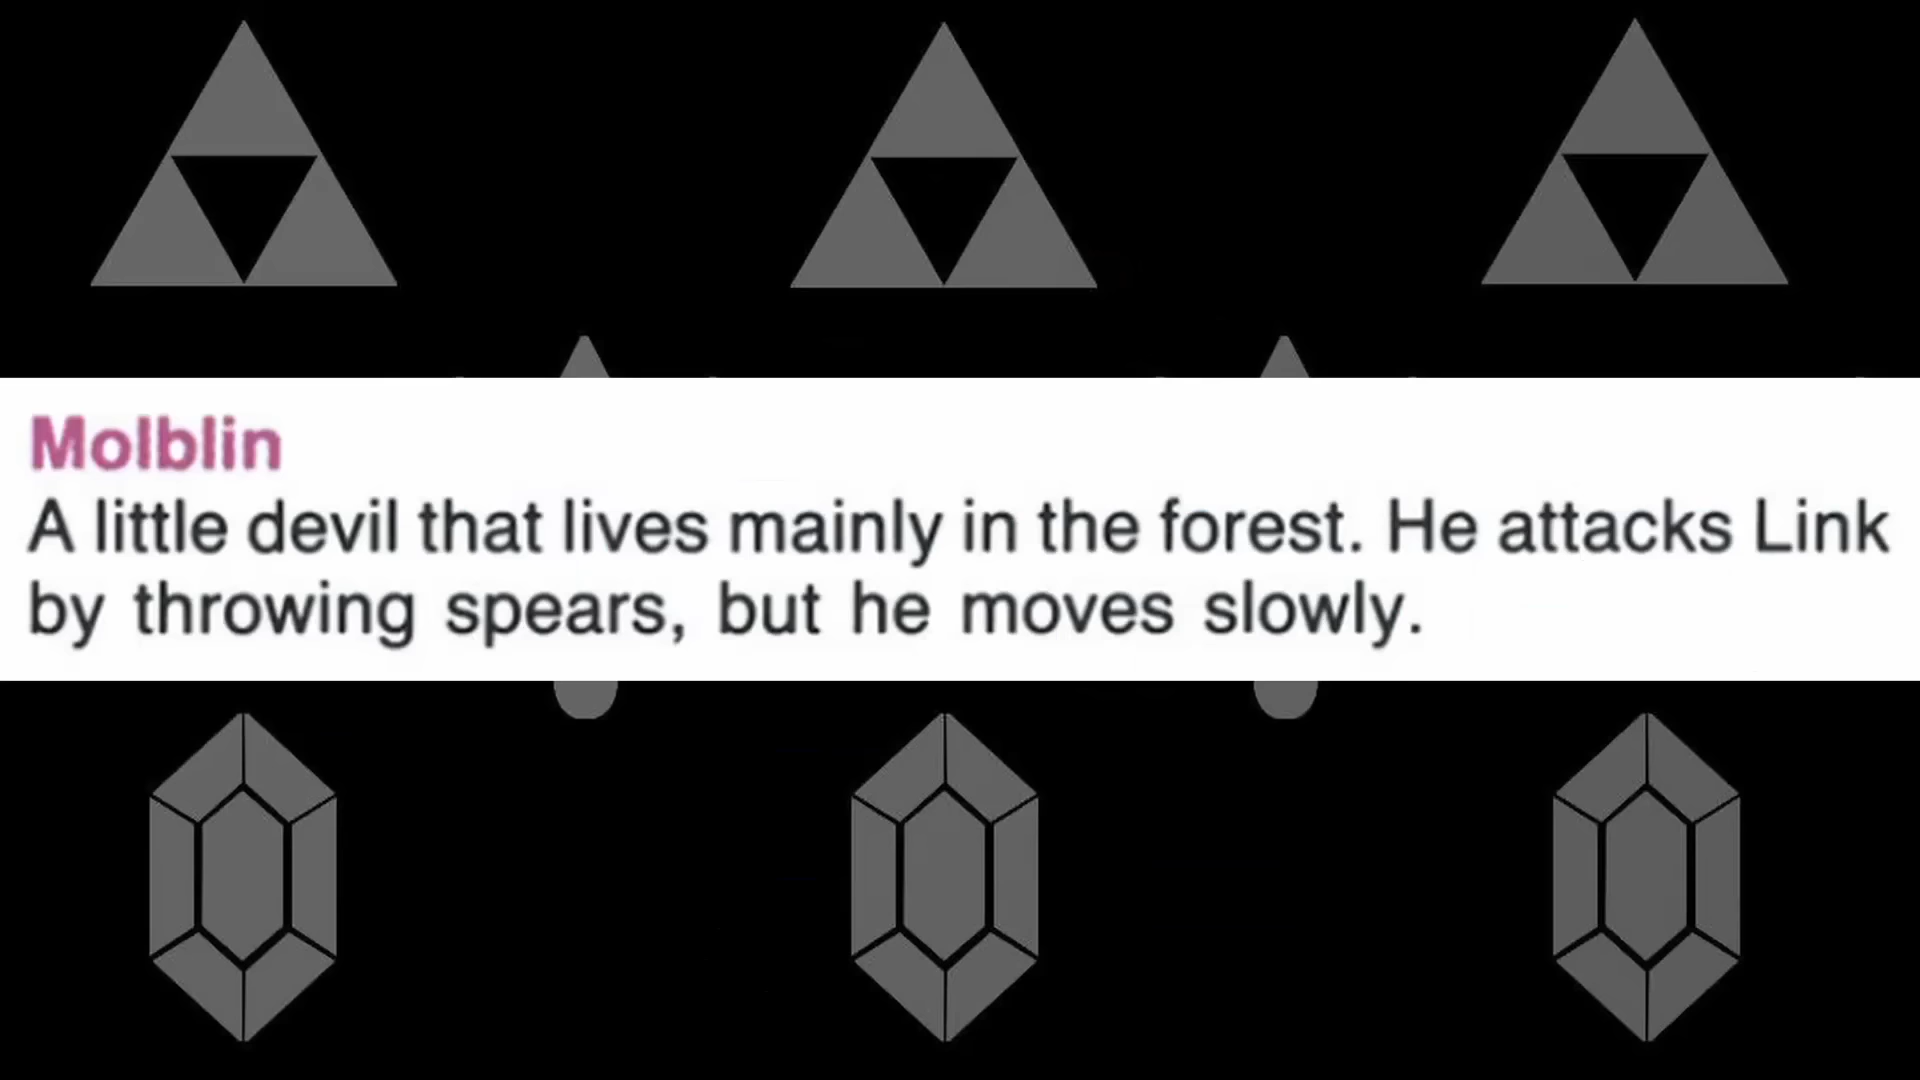 Molblin
A little devil that lives mainly in the forest. He attacks Link
by throwing spears, but he moves slowly.